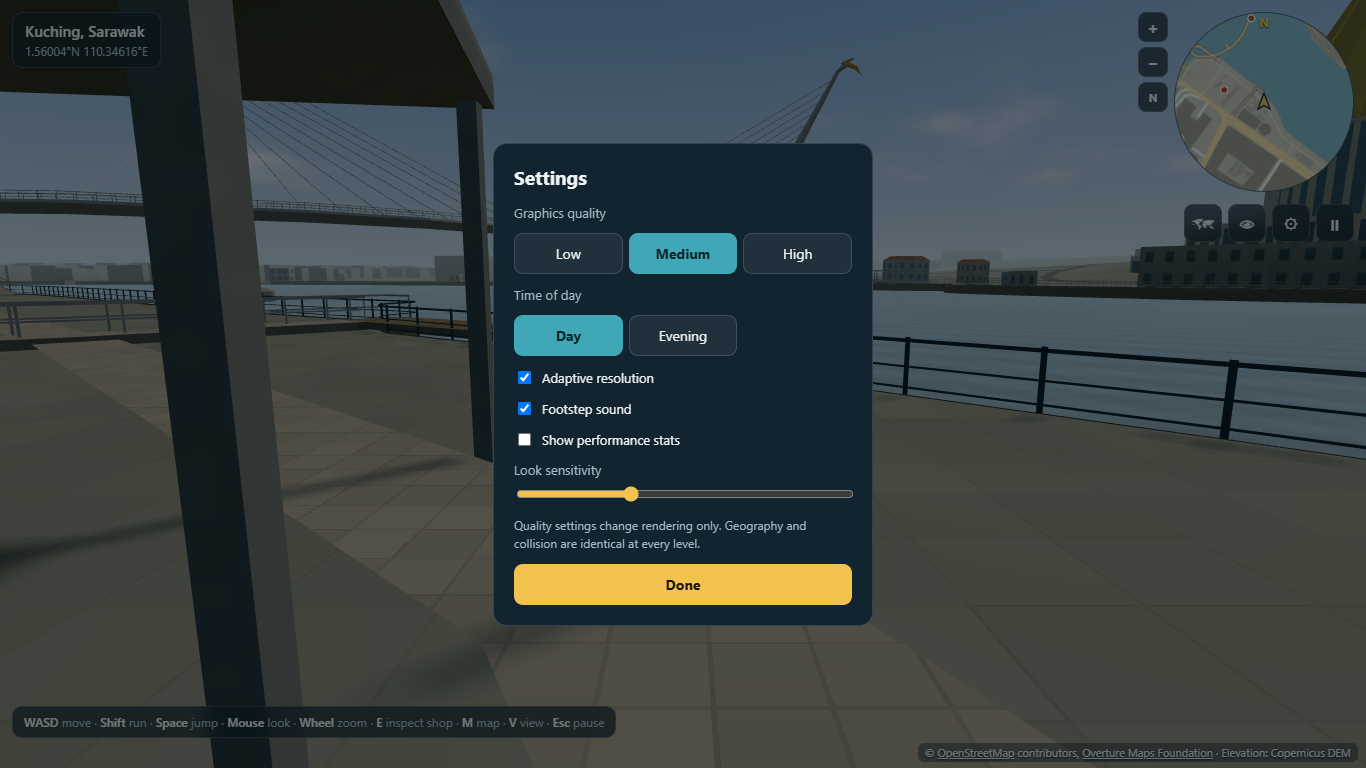 Kuching, Sarawak
1.56004°N 110.34616°E
+
−
N
N
Settings
Graphics quality
Low
Medium
High
Time of day
Day
Evening
Adaptive resolution
Footstep sound
Show performance stats
Look sensitivity
Quality settings change rendering only. Geography and
collision are identical at every level.
Done
WASD move · Shift run · Space jump · Mouse look · Wheel zoom · E inspect shop · M map · V view · Esc pause
© OpenStreetMap contributors, Overture Maps Foundation · Elevation: Copernicus DEM